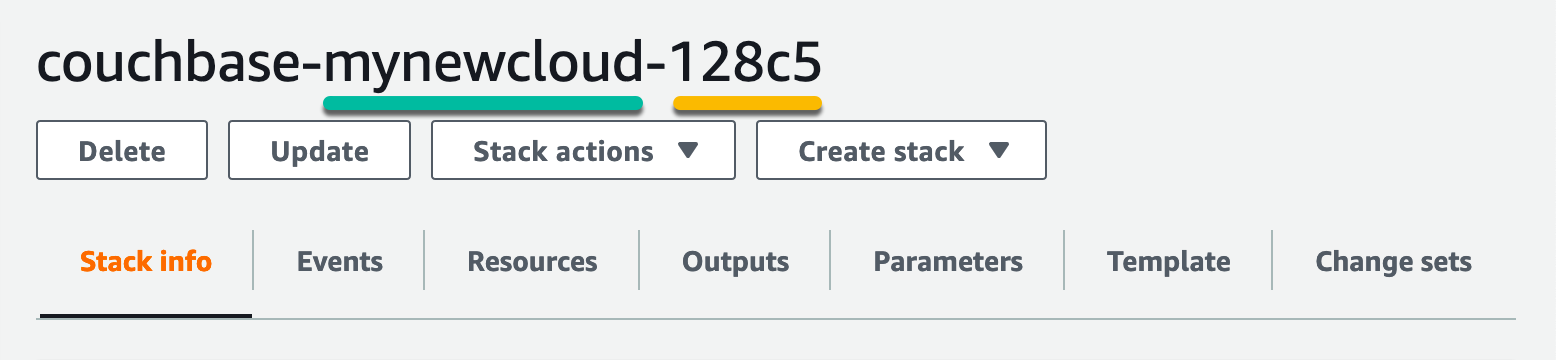 couchbase-mynewcloud-128c5
Delete Update Stack actions Create stack
Stack info Events Resources Outputs Parameters Template Change sets